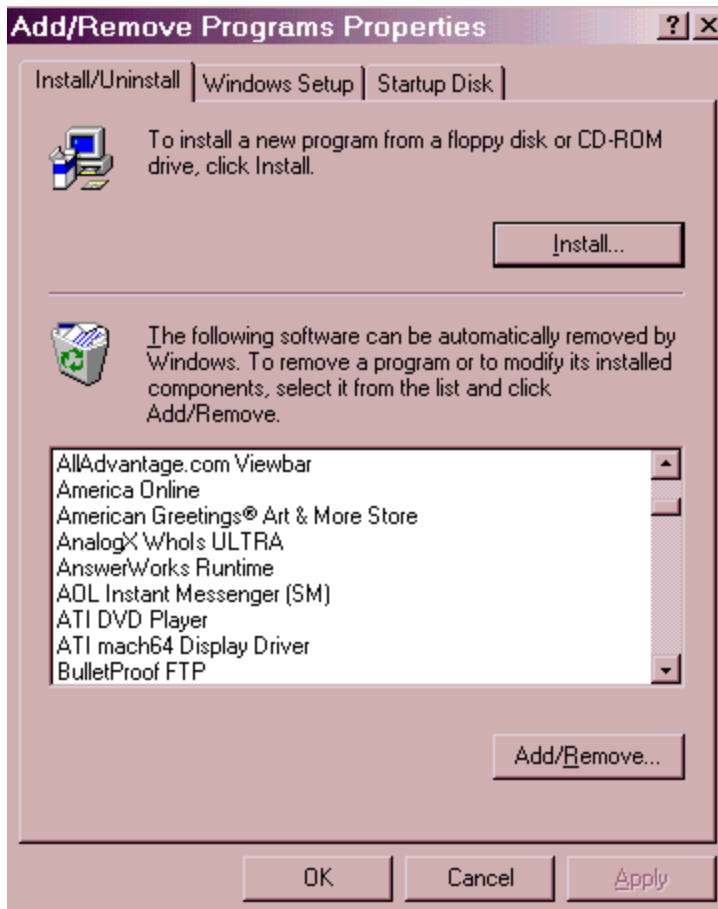 Add/Remove Programs Properties
Install/Uninstall
Windows Setup
Startup Disk
To install a new program from a floppy disk or CD-ROM
drive, click Install.
Install...
The following software can be automatically removed by
Windows. To remove a program or to modify its installed
components, select it from the list and click
Add/Remove.
AllAdvantage.com Viewbar
America Online
American Greetings® Art & More Store
AnalogX WhoIs ULTRA
AnswerWorks Runtime
AOL Instant Messenger (SM)
ATI DVD Player
ATI mach64 Display Driver
BulletProof FTP
Add/Remove...
OK
Cancel
Apply